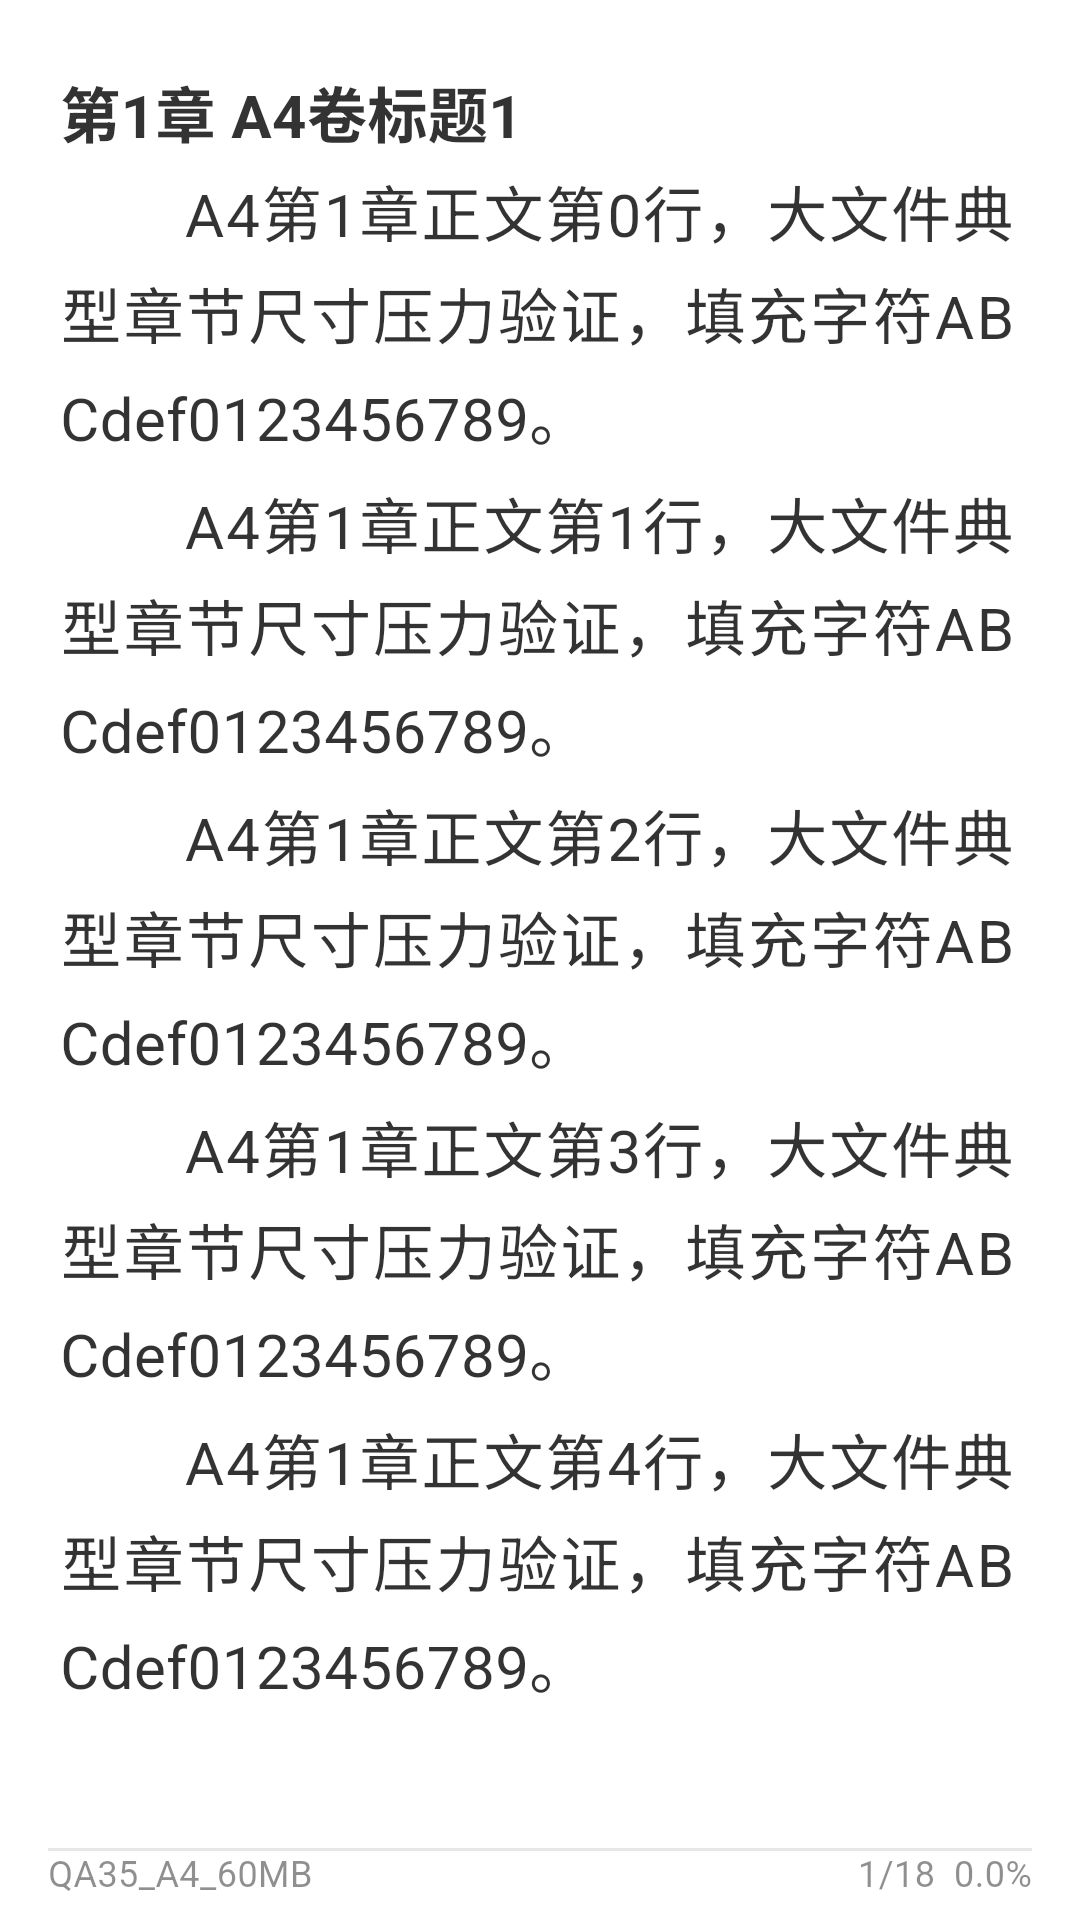 第1章 A4卷标题1
A4第1章正文第0行，大文件典
型章节尺寸压力验证，填充字符AB
Cdef0123456789。
A4第1章正文第1行，大文件典
型章节尺寸压力验证，填充字符AB
Cdef0123456789。
A4第1章正文第2行，大文件典
型章节尺寸压力验证，填充字符AB
Cdef0123456789。
A4第1章正文第3行，大文件典
型章节尺寸压力验证，填充字符AB
Cdef0123456789。
A4第1章正文第4行，大文件典
型章节尺寸压力验证，填充字符AB
Cdef0123456789。
QA35_A4_60MB 1/18 0.0%